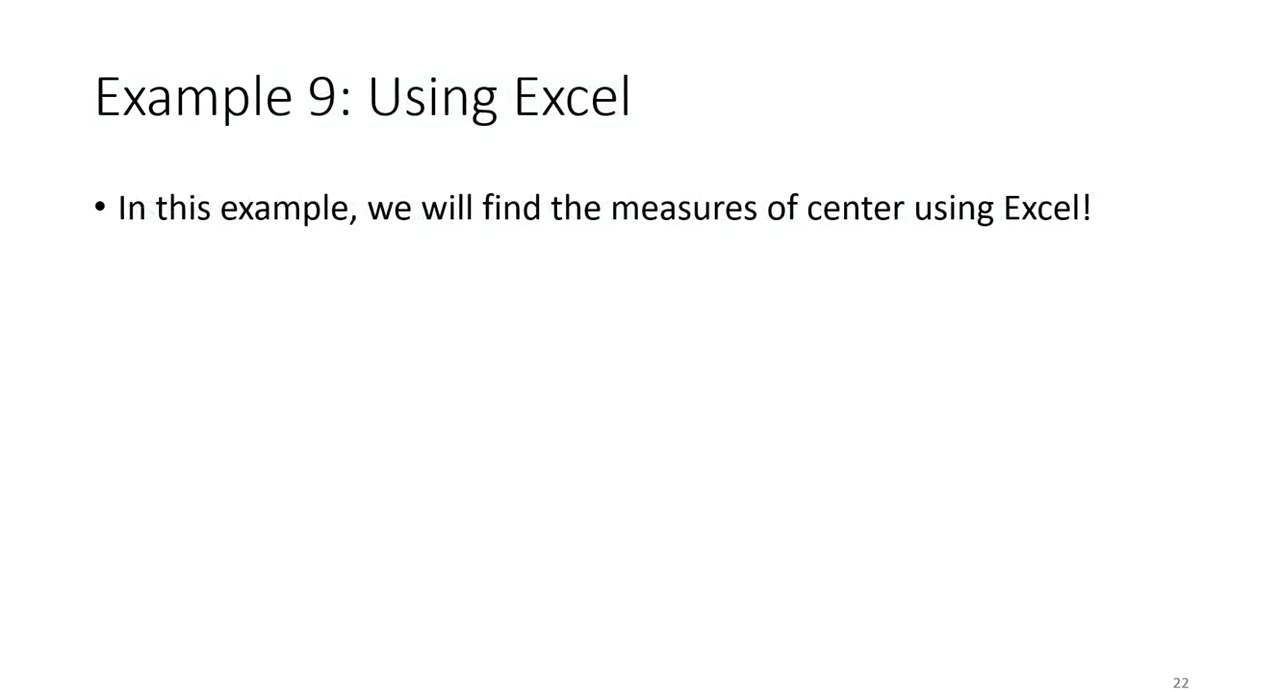 Example 9: Using Excel
• In this example, we will find the measures of center using Excel!
22